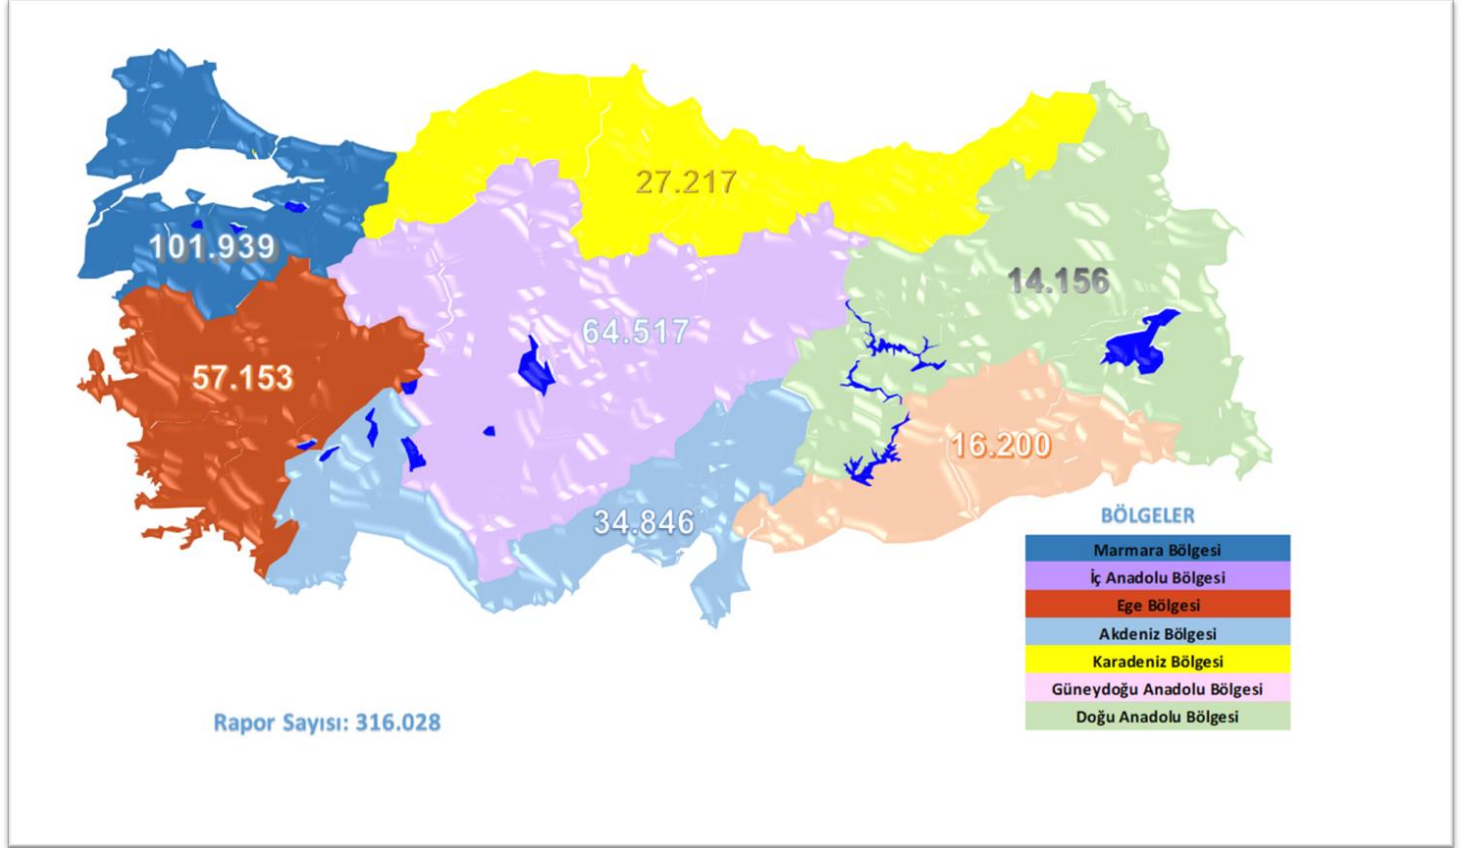 27.217
101.939
14.156
64.517
57.153
16.200
34.846
BÖLGELER
Marmara Bölgesi
İç Anadolu Bölgesi
Ege Bölgesi
Akdeniz Bölgesi
Karadeniz Bölgesi
Güneydoğu Anadolu Bölgesi
Doğu Anadolu Bölgesi
Rapor Sayısı: 316.028